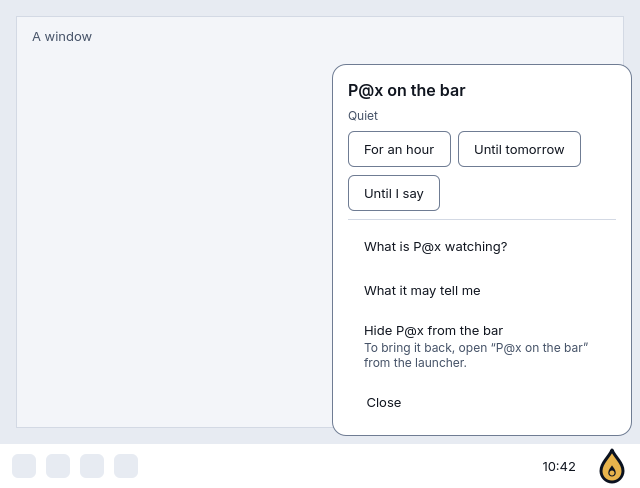 A window
P@x on the bar
Quiet
For an hour
Until tomorrow
Until I say
What is P@x watching?
What it may tell me
Hide P@x from the bar
To bring it back, open “P@x on the bar”
from the launcher.
Close
10:42